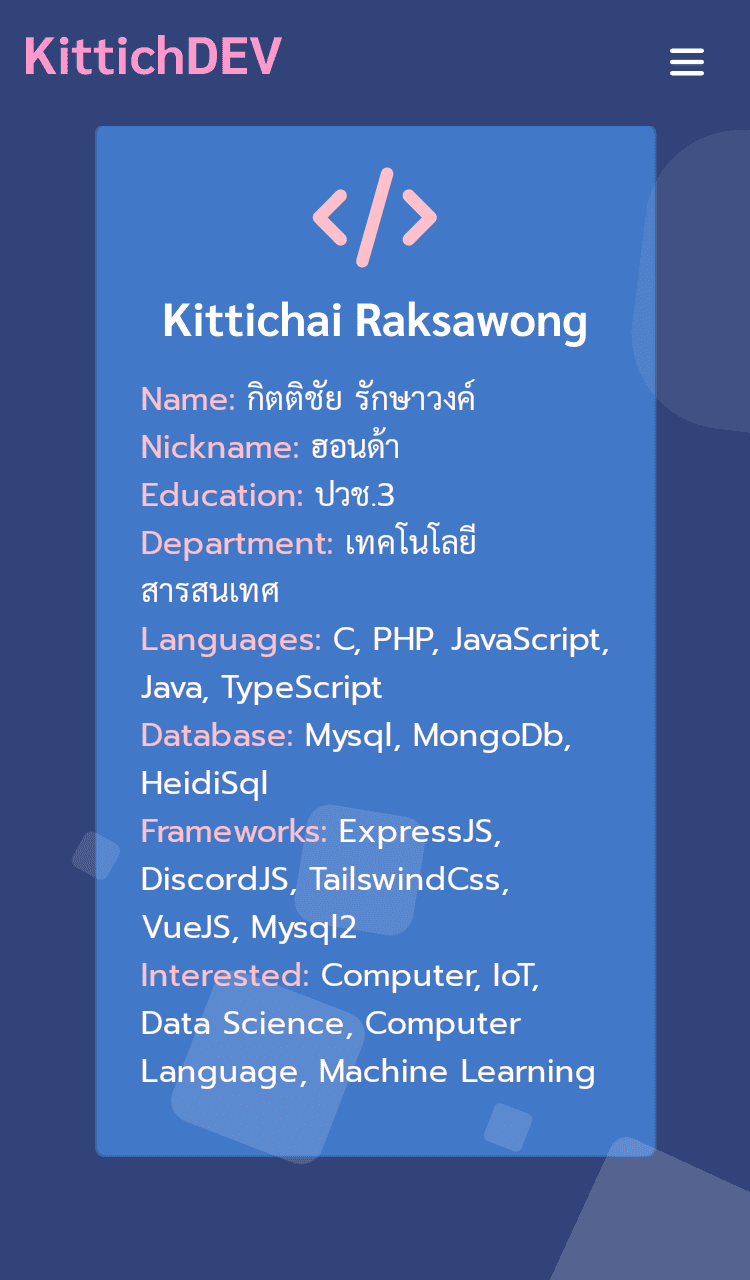 KittichDEV
Kittichai Raksawong
Name: กิตติชัย รักษาวงค์
Nickname: ฮอนด้า
Education: ปวช.3
Department: เทคโนโลยี
สารสนเทศ
Languages: C, PHP, JavaScript,
Java, TypeScript
Database: Mysql, MongoDb,
HeidiSql
Frameworks: ExpressJS,
DiscordJS, TailswindCss,
VueJS, Mysql2
Interested: Computer, IoT,
Data Science, Computer
Language, Machine Learning